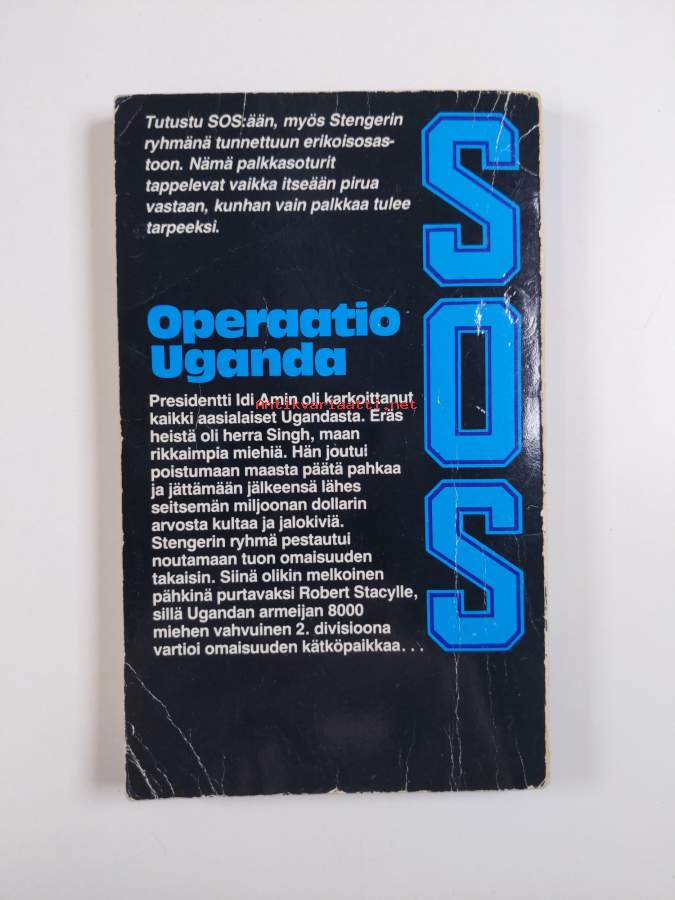 Tutustu SOS:ään, myös Stengerin
ryhmänä tunnettuun erikoisosas-
toon. Nämä palkkasoturit
tappelevat vaikka itseään pirua
vastaan, kunhan vain palkkaa tulee
tarpeeksi.
SOS
Operaatio
Uganda
Presidentti Idi Amin oli karkoittanut
Antikvariaatti.net
kaikki aasialaiset Ugandasta. Eräs
heistä oli herra Singh, maan
rikkaimpia miehiä. Hän joutui
poistumaan maasta päätä pahkaa
ja jättämään jälkeensä lähes
seitsemän miljoonan dollarin
arvosta kultaa ja jalokiviä.
Stengerin ryhmä pestautui
noutamaan tuon omaisuuden
takaisin. Siinä olikin melkoinen
pähkinä purtavaksi Robert Stacylle,
sillä Ugandan armeijan 8000
miehen vahvuinen 2. divisioona
vartioi omaisuuden kätköpaikkaa...